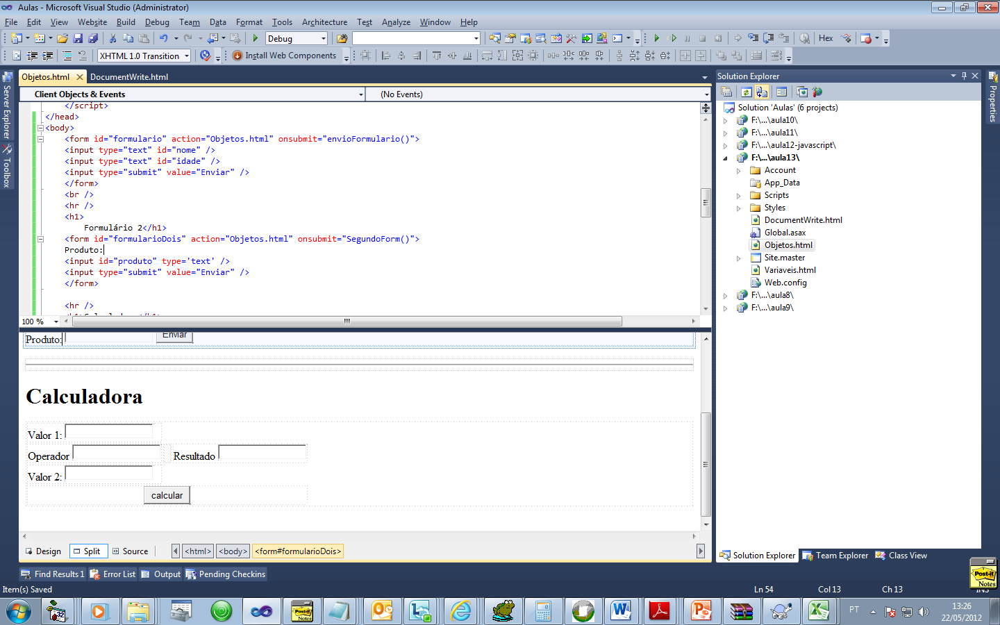 Aulas - Microsoft Visual Studio (Administrator)
File Edit View Website Build Debug Team Data Format Project Tools Architecture Test Analyze Window Help
Debug
Hex
XHTML 1.0 Transition
Install Web Components
Objetos.html
DocumentWrite.html
Client Objects & Events
(No Events)
</script>
</head>
<body>
<form id="formulario" action="Objetos.html" onsubmit="envioFormulario()">
<input type="text" id="nome" />
<input type="text" id="idade" />
<input type="submit" value="Enviar" />
</form>
<br />
<hr />
<h1>
Formulário 2</h1>
<form id="formularioDois" action="Objetos.html" onsubmit="SegundoForm()">
Produto:
<input id="produto" type='text' />
<input type="submit" value="Enviar" />
</form>
<hr />
100 %
Produto:
Enviar
Calculadora
Valor 1:
Operador
Resultado
Valor 2:
calcular
Design
Split
Source
<html>
<body>
<form#formularioDois>
Server Explorer
Toolbox
Solution Explorer
Solution 'Aulas' (6 projects)
F:\...\aula10\
F:\...\aula11\
F:\...\aula12-javascript\
F:\...\aula13\
Account
App_Data
Scripts
Styles
DocumentWrite.html
Global.asax
Objetos.html
Site.master
Variaveis.html
Web.config
F:\...\aula8\
F:\...\aula9\
Properties
Solution Explorer
Team Explorer
Class View
Find Results 1
Error List
Output
Pending Checkins
Item(s) Saved
Ln 54
Col 13
Ch 13
Post-it
Notes
PT
13:26
22/05/2012